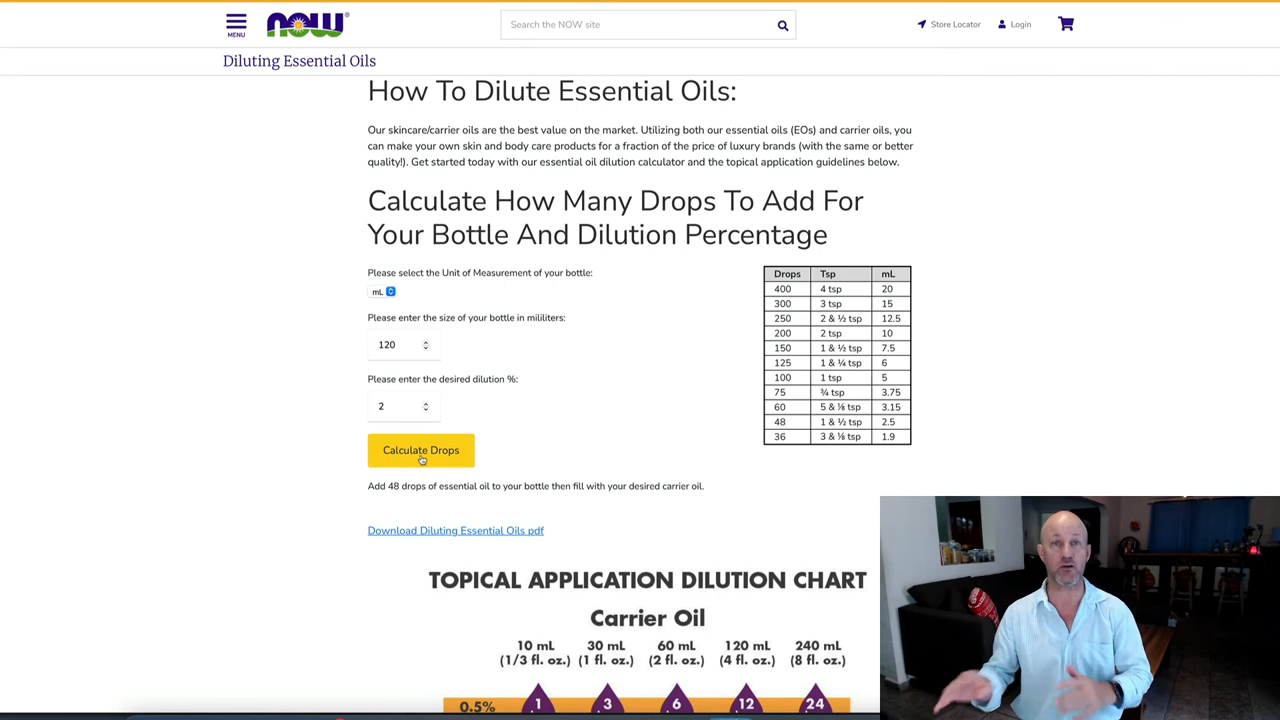 MENU
NOW
Search the NOW site
Store Locator
Login
Diluting Essential Oils
How To Dilute Essential Oils:
Our skincare/carrier oils are the best value on the market. Utilizing both our essential oils (EOs) and carrier oils, you
can make your own skin and body care products for a fraction of the price of luxury brands (with the same or better
quality!). Get started today with our essential oil dilution calculator and the topical application guidelines below.
Calculate How Many Drops To Add For
Your Bottle And Dilution Percentage
Please select the Unit of Measurement of your bottle:
mL
Please enter the size of your bottle in mililiters:
120
Please enter the desired dilution %:
2
Calculate Drops
Add 48 drops of essential oil to your bottle then fill with your desired carrier oil.
Download Diluting Essential Oils pdf
Drops Tsp mL
400 4 tsp 20
300 3 tsp 15
250 2 & ½ tsp 12.5
200 2 tsp 10
150 1 & ½ tsp 7.5
125 1 & ¼ tsp 6
100 1 tsp 5
75 ¾ tsp 3.75
60 5 & ⅛ tsp 3.15
48 1 & ½ tsp 2.5
36 3 & ⅛ tsp 1.9
TOPICAL APPLICATION DILUTION CHART
Carrier Oil
10 mL 30 mL 60 mL 120 mL 240 mL
(1/3 fl. oz.) (1 fl. oz.) (2 fl. oz.) (4 fl. oz.) (8 fl. oz.)
0.5% 1 3 6 12 24